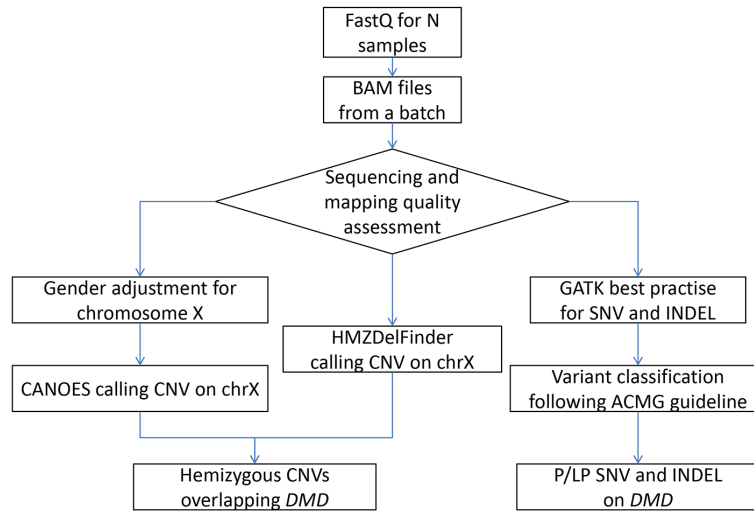 FastQ for N
samples
BAM files
from a batch
Sequencing and
mapping quality
assessment
Gender adjustment for
chromosome X
HMZDelFinder
calling CNV on chrX
GATK best practise
for SNV and INDEL
CANOES calling CNV on chrX
Variant classification
following ACMG guideline
Hemizygous CNVs
overlapping DMD
P/LP SNV and INDEL
on DMD